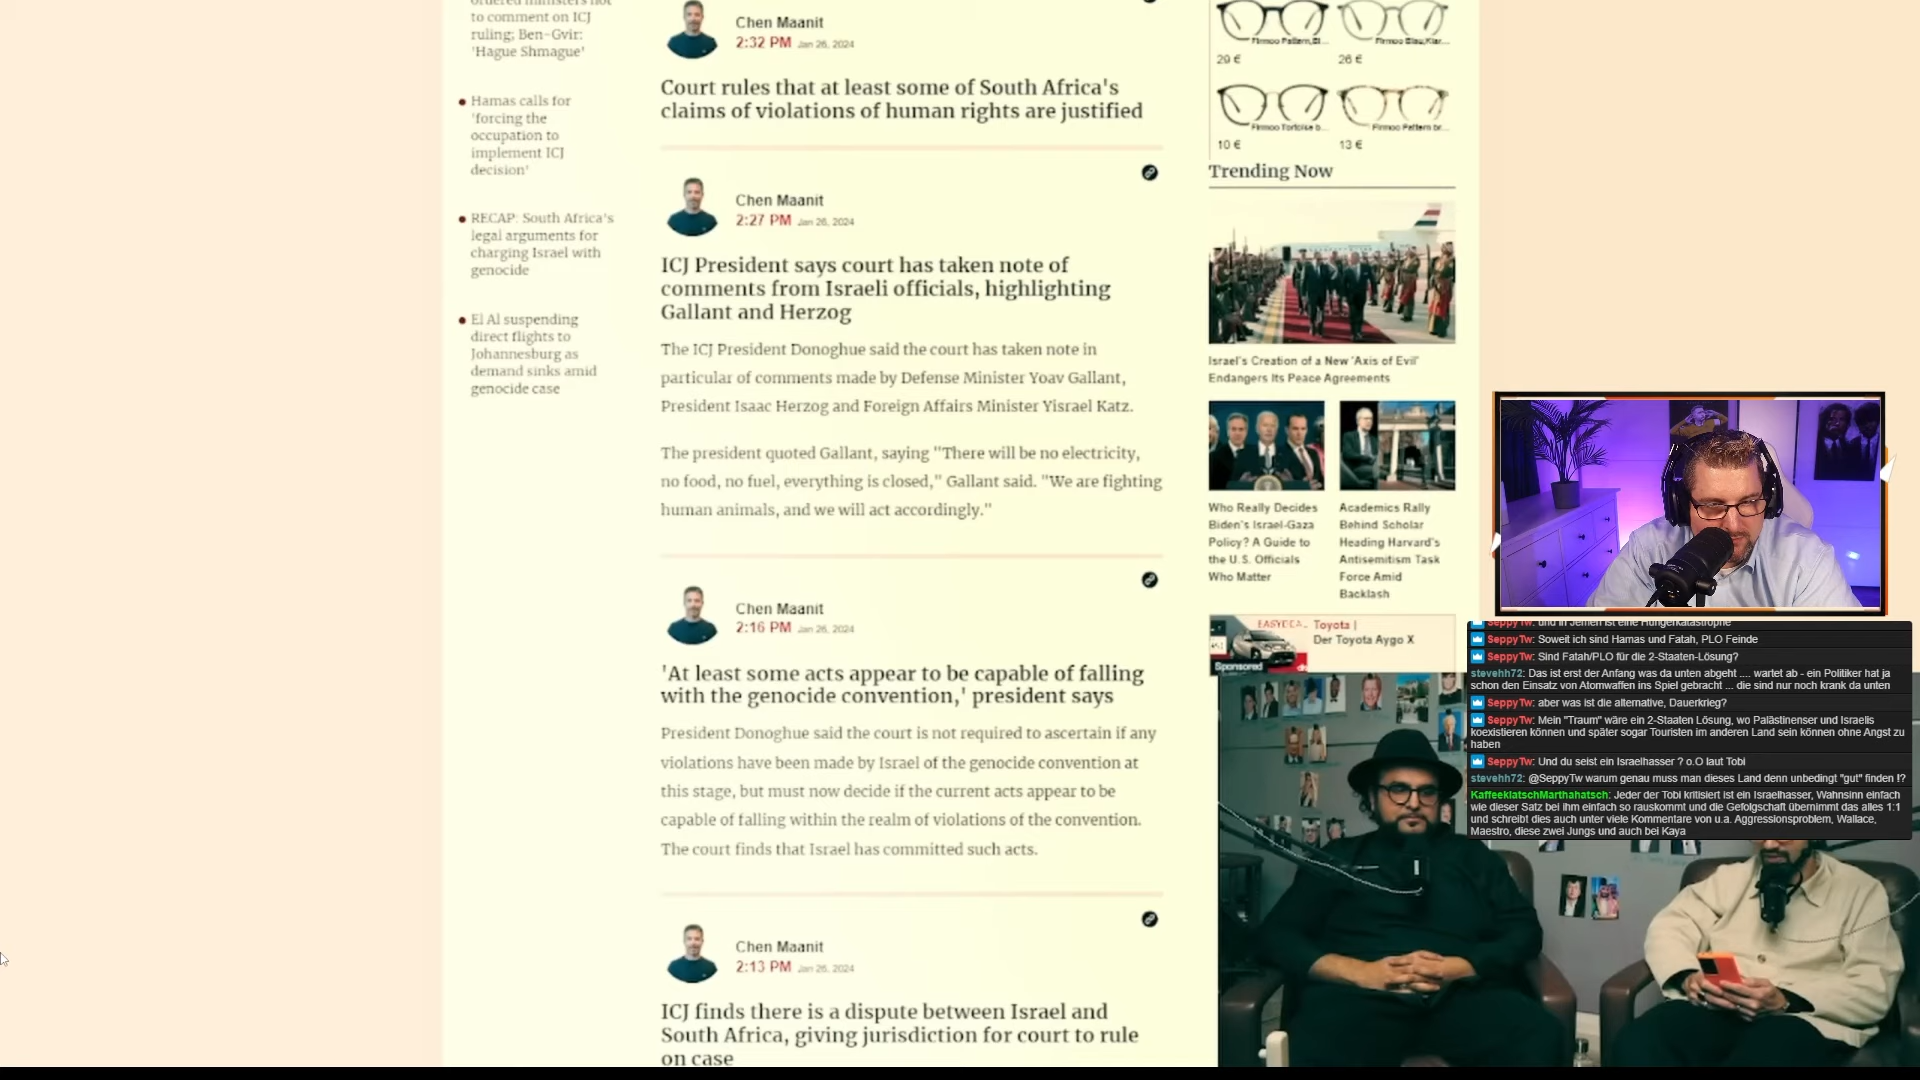 ordered ministers not
to comment on ICJ
ruling; Ben-Gvir:
'Hague Shmague'
Hamas calls for
'forcing the
occupation to
implement ICJ
decision'
RECAP: South Africa's
legal arguments for
charging Israel with
genocide
El Al suspending
direct flights to
Johannesburg as
demand sinks amid
genocide case
Chen Maanit
2:32 PM Jan 26, 2024
Court rules that at least some of South Africa's
claims of violations of human rights are justified
Chen Maanit
2:27 PM Jan 26, 2024
ICJ President says court has taken note of
comments from Israeli officials, highlighting
Gallant and Herzog
The ICJ President Donoghue said the court has taken note in
particular of comments made by Defense Minister Yoav Gallant,
President Isaac Herzog and Foreign Affairs Minister Yisrael Katz.
The president quoted Gallant, saying "There will be no electricity,
no food, no fuel, everything is closed," Gallant said. "We are fighting
human animals, and we will act accordingly."
Chen Maanit
2:16 PM Jan 26, 2024
'At least some acts appear to be capable of falling
with the genocide convention,' president says
President Donoghue said the court is not required to ascertain if any
violations have been made by Israel of the genocide convention at
this stage, but must now decide if the current acts appear to be
capable of falling within the realm of violations of the convention.
The court finds that Israel has committed such acts.
Chen Maanit
2:13 PM Jan 26, 2024
ICJ finds there is a dispute between Israel and
South Africa, giving jurisdiction for court to rule
on case
Firmoo Pattern,Bl...
Firmoo Blau,Klar...
29 €
26 €
Firmoo Tortoise b...
Firmoo Pattern br...
10 €
13 €
Trending Now
Israel's Creation of a New 'Axis of Evil'
Endangers Its Peace Agreements
Who Really Decides
Biden's Israel-Gaza
Policy? A Guide to
the U.S. Officials
Who Matter
Academics Rally
Behind Scholar
Heading Harvard's
Antisemitism Task
Force Amid
Backlash
Toyota |
Der Toyota Aygo X
Sponsored
SeppyTw: und in Jemen ist eine Hungerkatastrophe
SeppyTw: Soweit ich sind Hamas und Fatah, PLO Feinde
SeppyTw: Sind Fatah/PLO für die 2-Staaten-Lösung?
stevehh72: Das ist erst der Anfang was da unten abgeht .... wartet ab - ein Politiker hat ja
schon den Einsatz von Atomwaffen ins Spiel gebracht ... die sind nur noch krank da unten
SeppyTw: aber was ist die alternative, Dauerkrieg?
SeppyTw: Mein "Traum" wäre ein 2-Staaten Lösung, wo Palästinenser und Israelis
koexistieren können und später sogar Touristen im anderen Land sein können ohne Angst zu
haben
SeppyTw: Und du seist ein Israelhasser ? o.O laut Tobi
stevehh72: @SeppyTw warum genau muss man dieses Land denn unbedingt "gut" finden !?
KaffeeklatschMarthahatsch: Jeder der Tobi kritisiert ist ein Israelhasser, Wahnsinn einfach
wie dieser Satz bei ihm einfach so rauskommt und die Gefolgschaft übernimmt das alles 1:1
und schreibt dies auch unter viele Kommentare von u.a. Aggressionsproblem, Wallace,
Maestro, diese zwei Jungs und auch bei Kaya